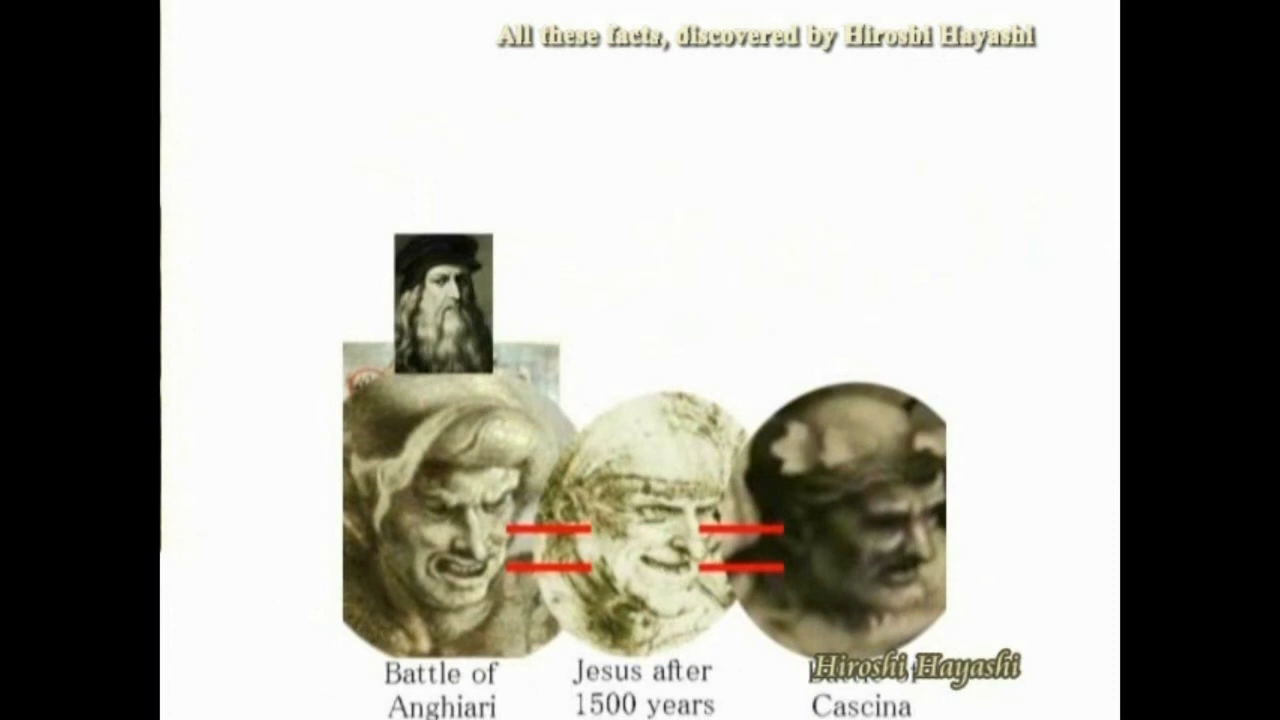 All these facts, discovered by Hiroshi Hayashi
Battle of
Anghiari
Jesus after
1500 years
Hiroshi Hayashi
Cascina